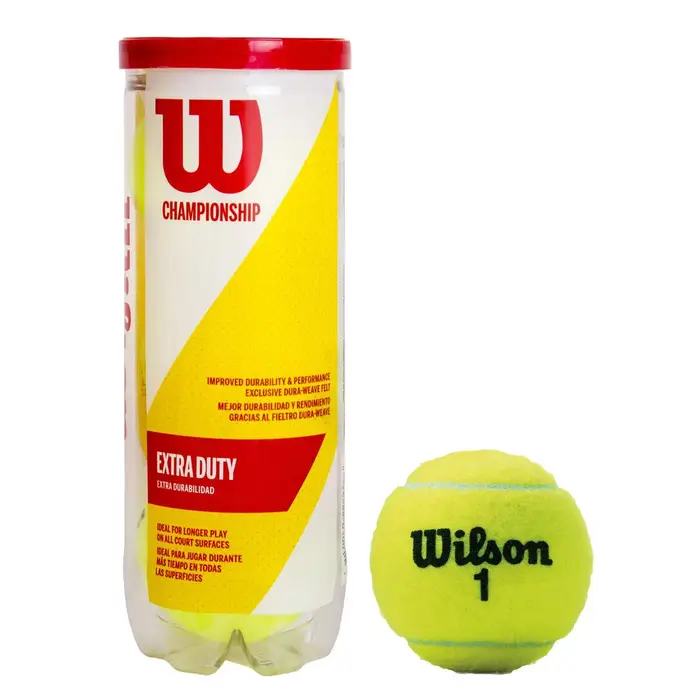 W
CHAMPIONSHIP
IMPROVED DURABILITY & PERFORMANCE
EXCLUSIVE DURA-WEAVE FELT
MEJOR DURABILIDAD Y RENDIMIENTO
GRACIAS AL FIELTRO DURA-WEAVE
EXTRA DUTY
EXTRA DURABILIDAD
IDEAL FOR LONGER PLAY
ON ALL COURT SURFACES
IDEAL PARA JUGAR DURANTE
MÁS TIEMPO EN TODAS
LAS SUPERFICIES
Wilson
1